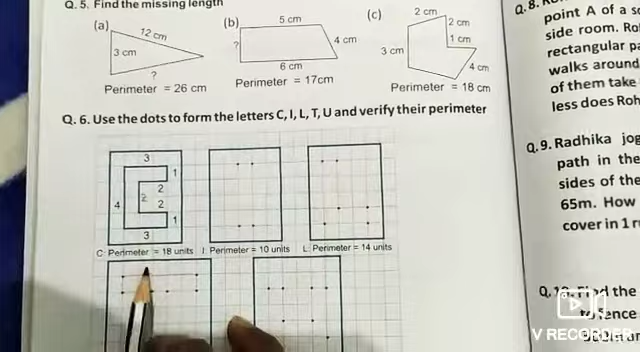 Q. 5. Find the missing length
(a)
12 cm
3 cm
?
Perimeter = 26 cm
(b)
5 cm
?
4 cm
6 cm
Perimeter = 17cm
(c)
2 cm
2 cm
1 cm
3 cm
4 cm
Perimeter = 18 cm
Q. 6. Use the dots to form the letters C, I, L, T, U and verify their perimeter
3
1
2
4
2
2
1
3
C: Perimeter = 18 units
I: Perimeter = 10 units
L: Perimeter = 14 units
Q. 8.
point A of a
side room. Ro
rectangular pa
walks around
of them take
less does Roh
Q. 9. Radhika jog
path in the
sides of the
65m. How
cover in 1 r
the
to fence
V RECORDER